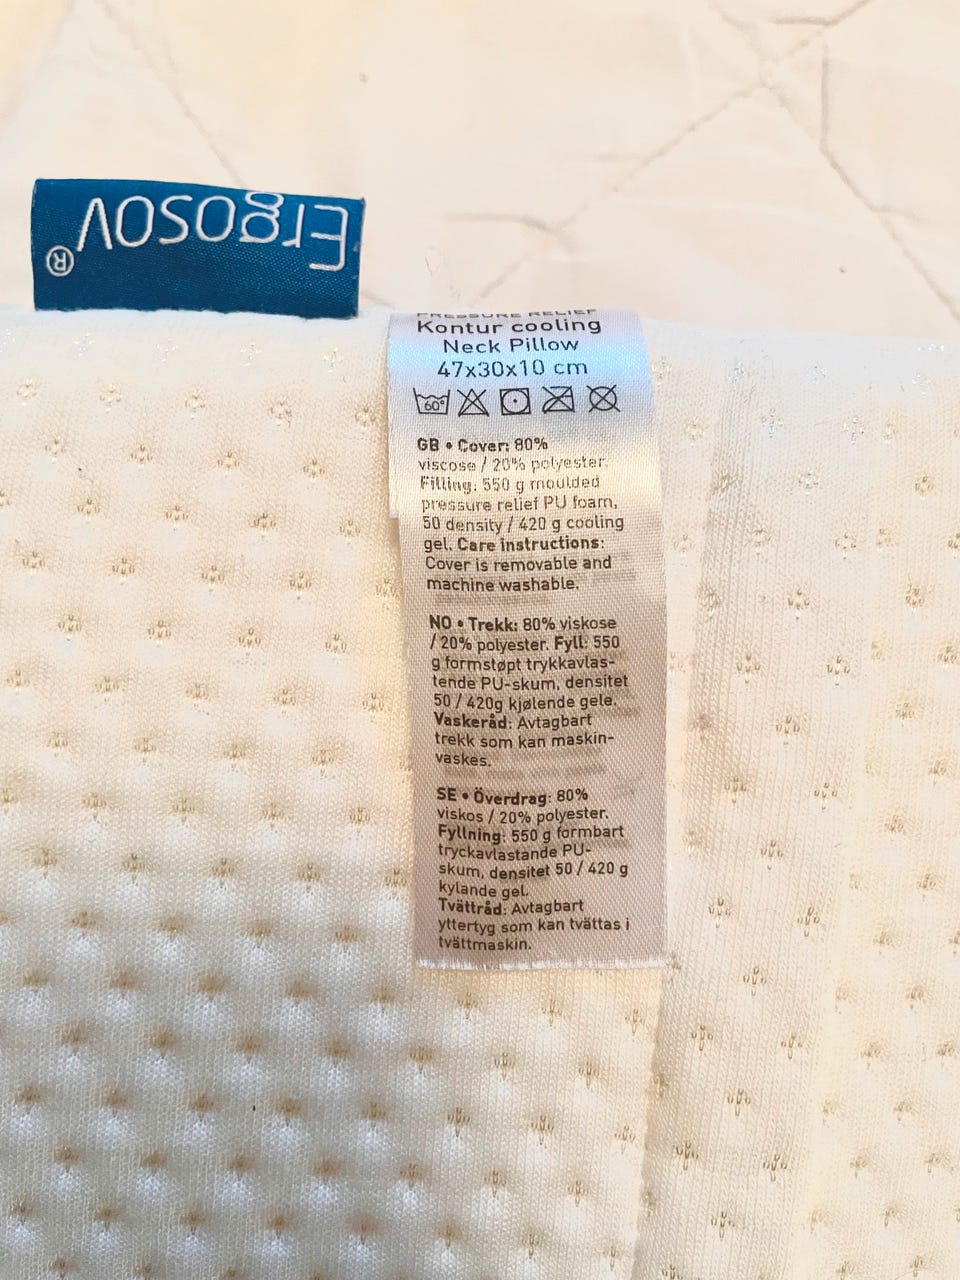 Ergosov®
PRESSURE RELIEF
Kontur cooling
Neck Pillow
47x30x10 cm
60°
GB • Cover: 80%
viscose / 20% polyester.
Filling: 550 g moulded
pressure relief PU foam,
50 density / 420 g cooling
gel. Care instructions:
Cover is removable and
machine washable.
NO • Trekk: 80% viskose
/ 20% polyester. Fyll: 550
g formstøpt trykkavlas-
tende PU-skum, densitet
50 / 420g kjølende gele.
Vaskeråd: Avtagbart
trekk som kan maskin-
vaskes.
SE • Överdrag: 80%
viskos / 20% polyester.
Fyllning: 550 g formbart
tryckavlastande PU-
skum, densitet 50 / 420 g
kylande gel.
Tvättråd: Avtagbart
yttertyg som kan tvättas i
tvättmaskin.